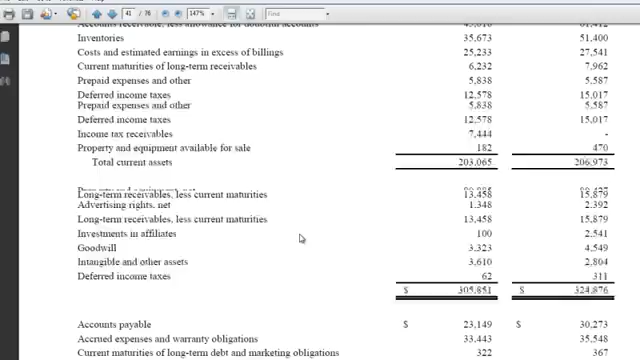 41 / 76 147% Find
Inventories 35,673 51,400
Costs and estimated earnings in excess of billings 25,233 27,541
Current maturities of long-term receivables 6,232 7,962
Prepaid expenses and other 5,838 5,587
Deferred income taxes 12,578 15,017
Prepaid expenses and other 5,838 5,587
Deferred income taxes 12,578 15,017
Income tax receivables 7,444 -
Property and equipment available for sale 182 470
Total current assets 203,065 206,973
Long-term receivables, less current maturities 13,458 15,879
Advertising rights, net 1,348 2,392
Long-term receivables, less current maturities 13,458 15,879
Investments in affiliates 100 2,541
Goodwill 3,323 4,549
Intangible and other assets 3,610 2,804
Deferred income taxes 62 311
$ 305,851 $ 324,876
Accounts payable $ 23,149 $ 30,273
Accrued expenses and warranty obligations 33,443 35,548
Current maturities of long-term debt and marketing obligations 322 367